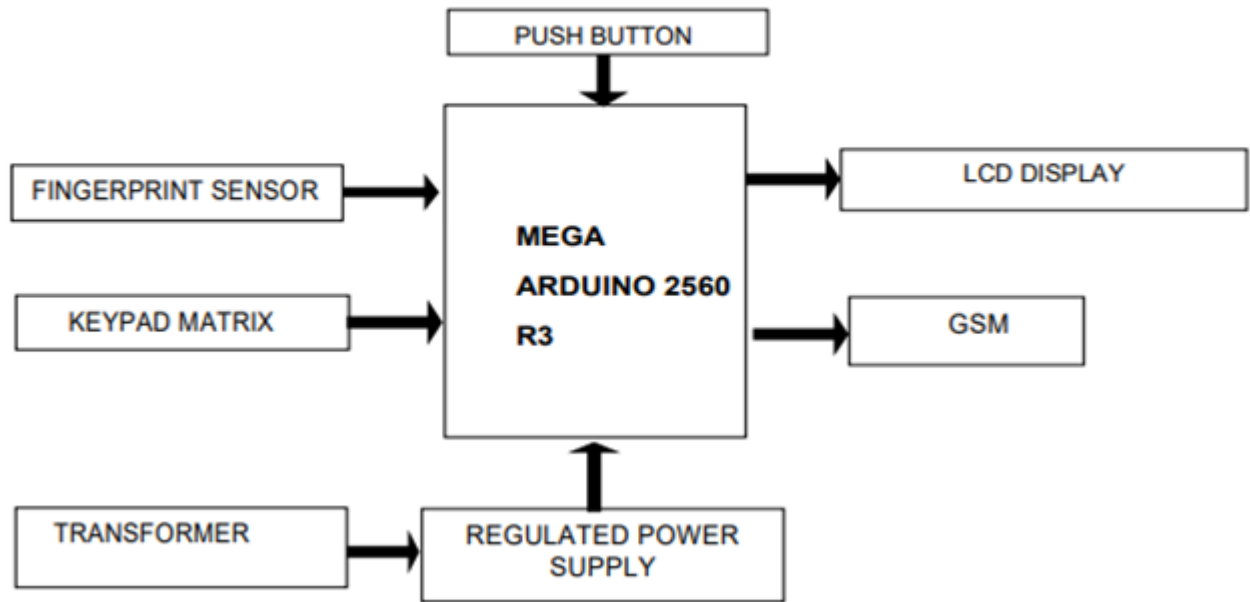 PUSH BUTTON
FINGERPRINT SENSOR
LCD DISPLAY
MEGA
ARDUINO 2560
R3
KEYPAD MATRIX
GSM
TRANSFORMER
REGULATED POWER
SUPPLY